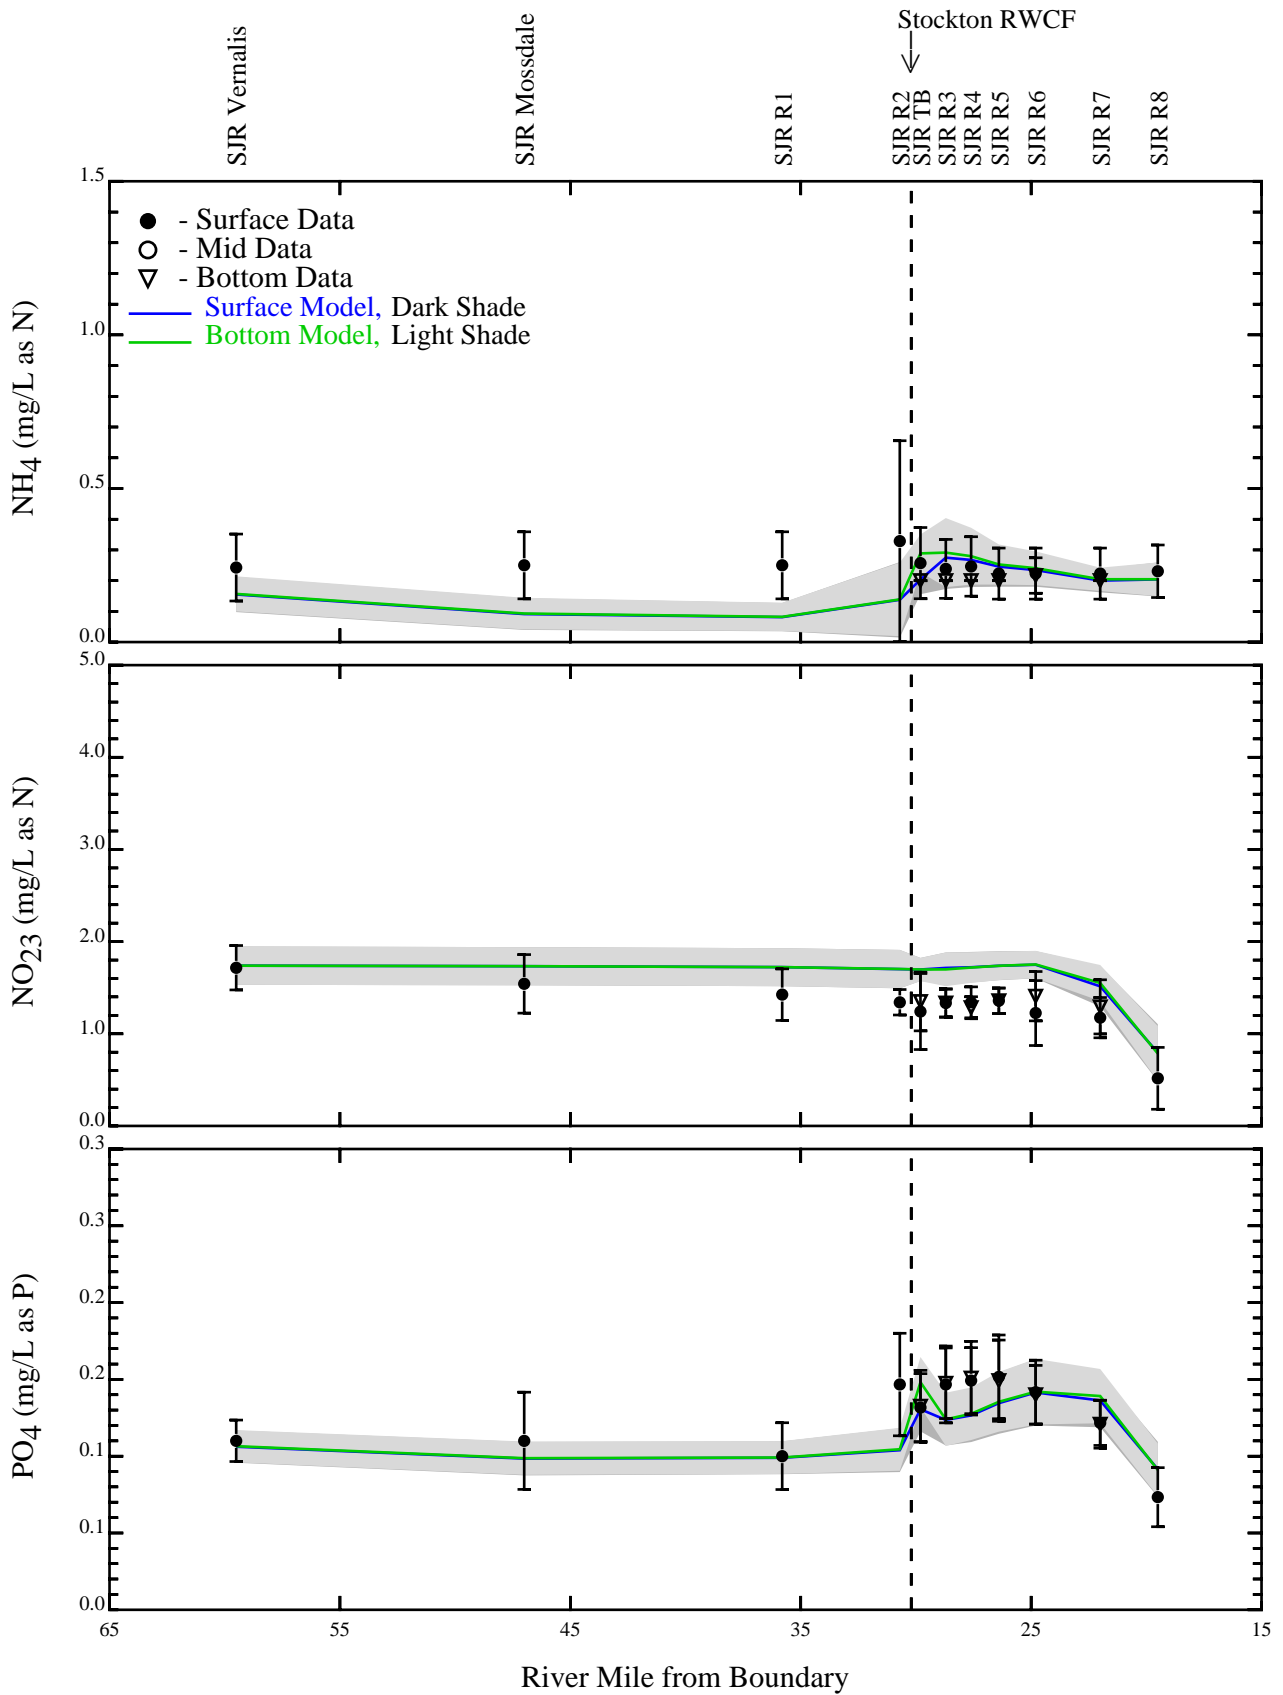 Stockton RWCF
SJR Vernalis
SJR Mossdale
SJR R1
SJR R2
SJR TB
SJR R3
SJR R4
SJR R5
SJR R6
SJR R7
SJR R8
NH4 (mg/L as N)
1.5
1.0
0.5
0.0
- Surface Data
- Mid Data
- Bottom Data
Surface Model, Dark Shade
Bottom Model, Light Shade
NO23 (mg/L as N)
5.0
4.0
3.0
2.0
1.0
0.0
PO4 (mg/L as P)
0.3
0.3
0.2
0.2
0.1
0.1
0.0
65 55 45 35 25 15
River Mile from Boundary